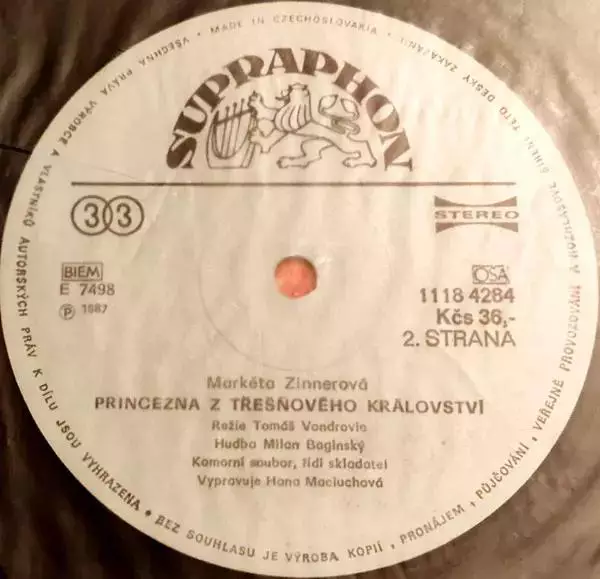 • MADE IN CZECHOSLOVAKIA •
VŠECHNA PRÁVA VÝROBCE A VLASTNÍKŮ AUTORSKÝCH PRÁV K DÍLU JSOU VYHRAZENA • BEZ SOUHLASU JE VÝROBA KOPIÍ, PRONÁJEM, PŮJČOVÁNÍ, VEŘEJNÉ PROVOZOVÁNÍ A ROZHLASOVÉ ŠÍŘENÍ TÉTO DESKY ZAKÁZÁNO
SUPRAPHON
33
STEREO
BIEM
E 7498
℗ 1987
OSA
1118 4284
Kčs 36,-
2. STRANA
Markéta Zinnerová
PRINCEZNA Z TŘEŠŇOVÉHO KRÁLOVSTVÍ
Režie Tomáš Vondrovic
Hudba Milan Baginský
Komorní soubor, řídí skladatel
Vypravuje Hana Maciuchová